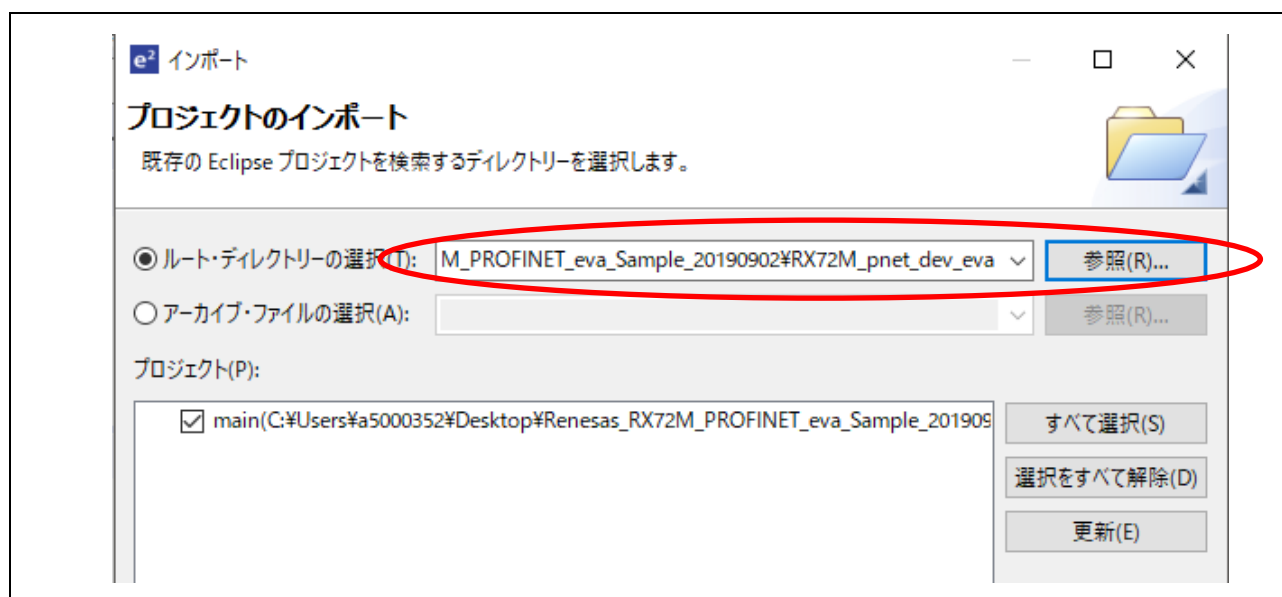 e² インポート
プロジェクトのインポート
既存の Eclipse プロジェクトを検索するディレクトリーを選択します。
ルート・ディレクトリーの選択(T): M_PROFINET_eva_Sample_20190902¥RX72M_pnet_dev_eva 参照(R)...
アーカイブ・ファイルの選択(A): 参照(R)...
プロジェクト(P):
main(C:¥Users¥a5000352¥Desktop¥Renesas_RX72M_PROFINET_eva_Sample_201909 すべて選択(S)
選択をすべて解除(D)
更新(E)